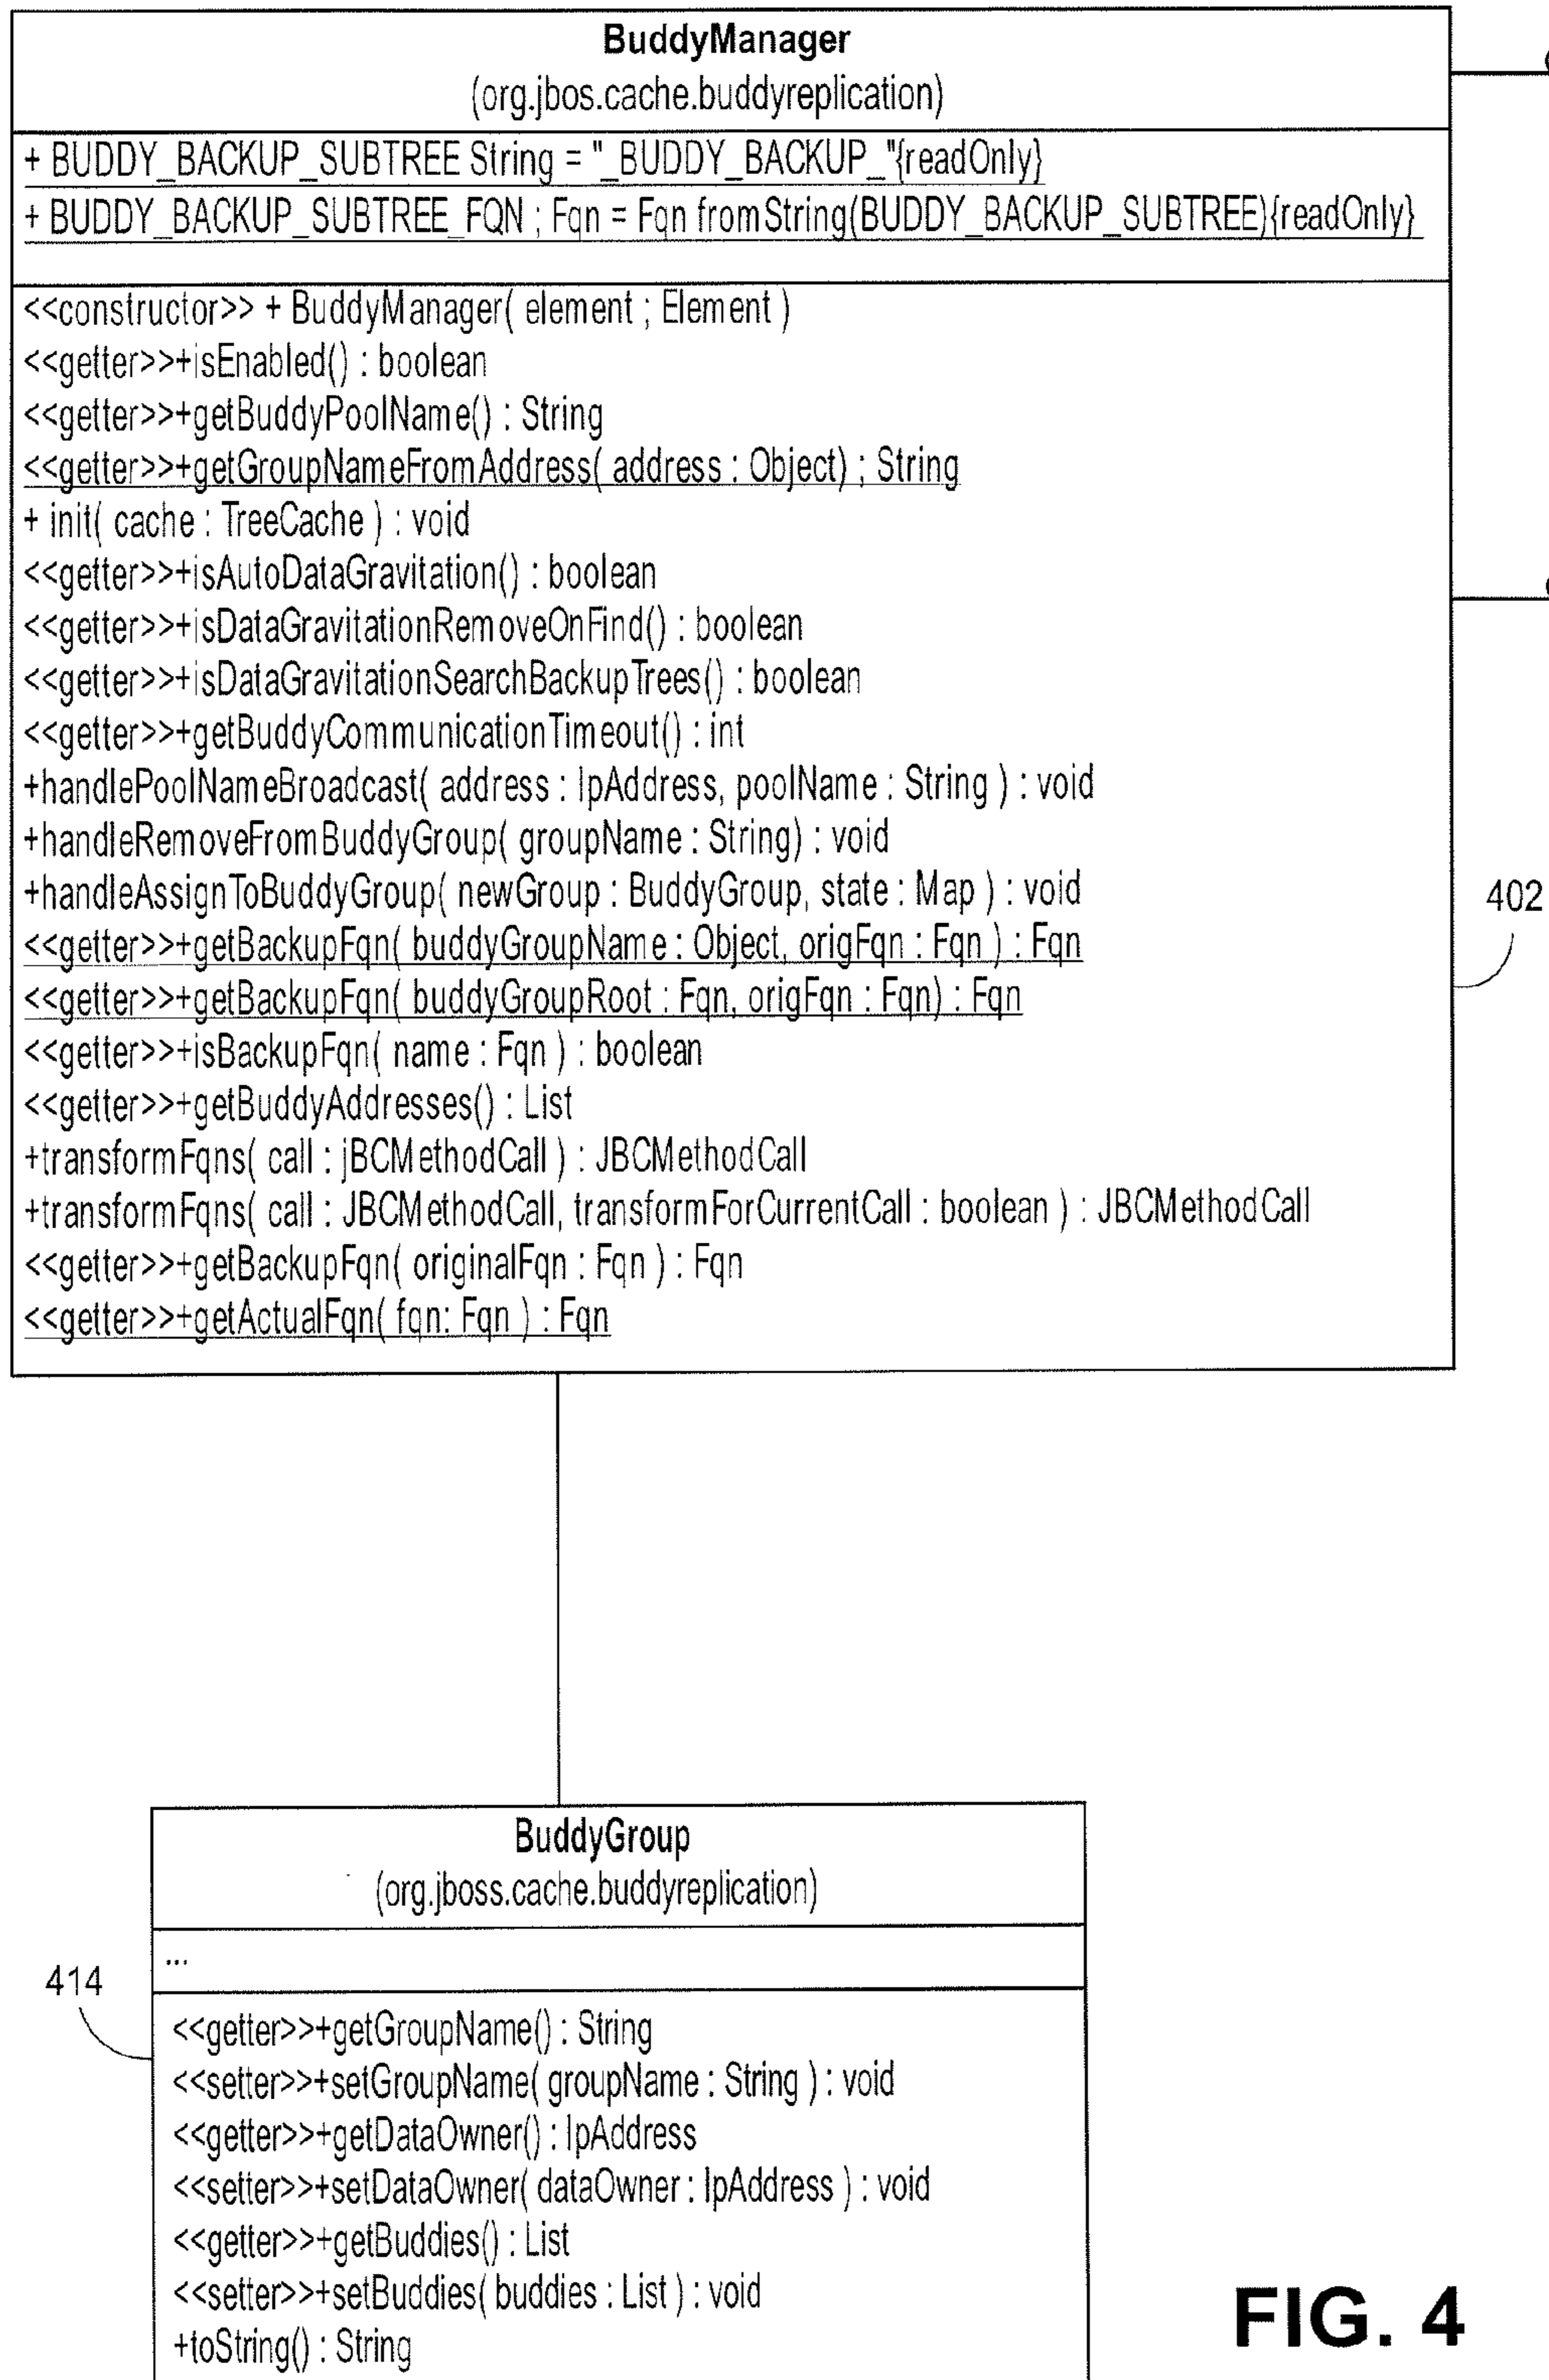 BuddyManager
(org.jbos.cache.buddyreplication)
+ BUDDY_BACKUP_SUBTREE String = "_BUDDY_BACKUP_"{readOnly}
+ BUDDY_BACKUP_SUBTREE_FQN ; Fqn = Fqn fromString(BUDDY_BACKUP_SUBTREE){readOnly}
<<constructor>> + BuddyManager( element ; Element )
<<getter>>+isEnabled() : boolean
<<getter>>+getBuddyPoolName() : String
<<getter>>+getGroupNameFromAddress( address : Object) ; String
+ init( cache : TreeCache ) : void
<<getter>>+isAutoDataGravitation() : boolean
<<getter>>+isDataGravitationRemoveOnFind() : boolean
<<getter>>+isDataGravitationSearchBackupTrees() : boolean
<<getter>>+getBuddyCommunicationTimeout() : int
+handlePoolNameBroadcast( address : IpAddress, poolName : String ) : void
+handleRemoveFromBuddyGroup( groupName : String) : void
+handleAssignToBuddyGroup( newGroup : BuddyGroup, state : Map ) : void
402
<<getter>>+getBackupFqn( buddyGroupName : Object, origFqn : Fqn ) : Fqn
<<getter>>+getBackupFqn( buddyGroupRoot : Fqn, origFqn : Fqn) : Fqn
<<getter>>+isBackupFqn( name : Fqn ) : boolean
<<getter>>+getBuddyAddresses() : List
+transformFqns( call : jBCMethodCall ) : JBCMethodCall
+transformFqns( call : JBCMethodCall, transformForCurrentCall : boolean ) : JBCMethodCall
<<getter>>+getBackupFqn( originalFqn : Fqn ) : Fqn
<<getter>>+getActualFqn( fqn: Fqn ) : Fqn
BuddyGroup
(org.jboss.cache.buddyreplication)
...
414
<<getter>>+getGroupName() : String
<<setter>>+setGroupName( groupName : String ) : void
<<getter>>+getDataOwner() : IpAddress
<<setter>>+setDataOwner( dataOwner : IpAddress ) : void
<<getter>>+getBuddies() : List
<<setter>>+setBuddies( buddies : List ) : void
+toString() : String
FIG. 4